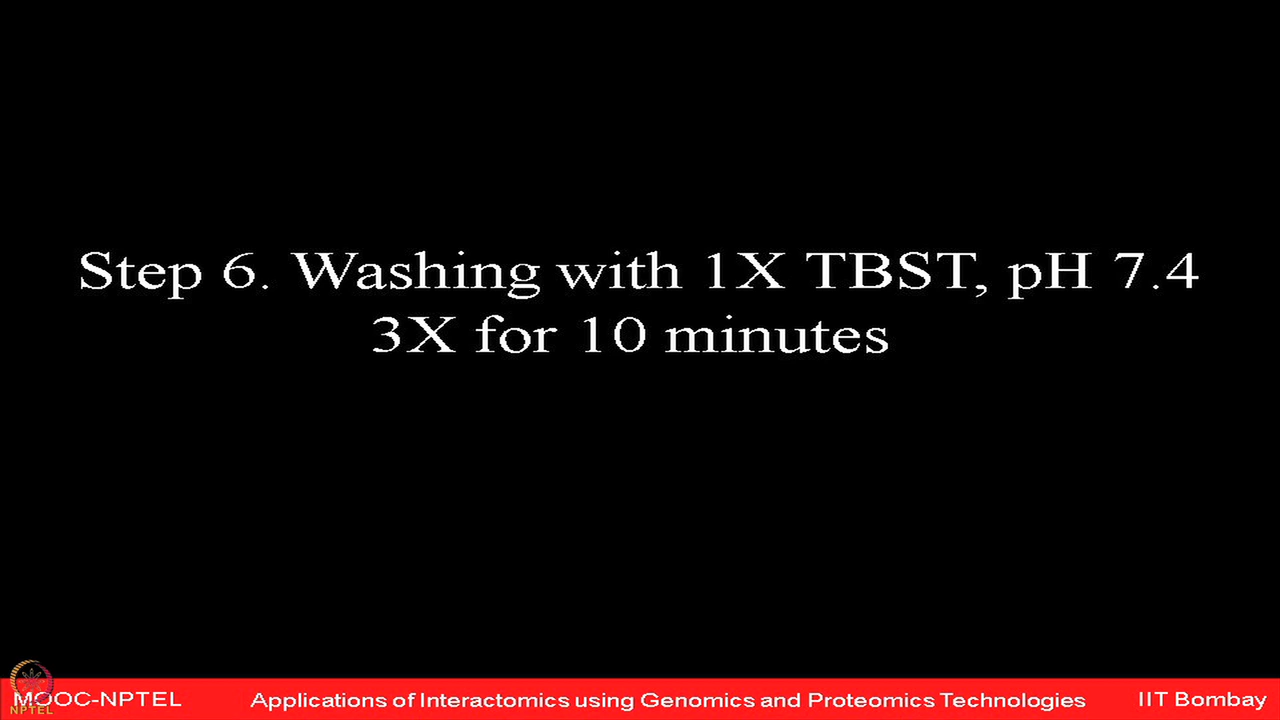 Step 6. Washing with 1X TBST, pH 7.4
3X for 10 minutes
MOOC-NPTEL Applications of Interactomics using Genomics and Proteomics Technologies IIT Bombay
NPTEL